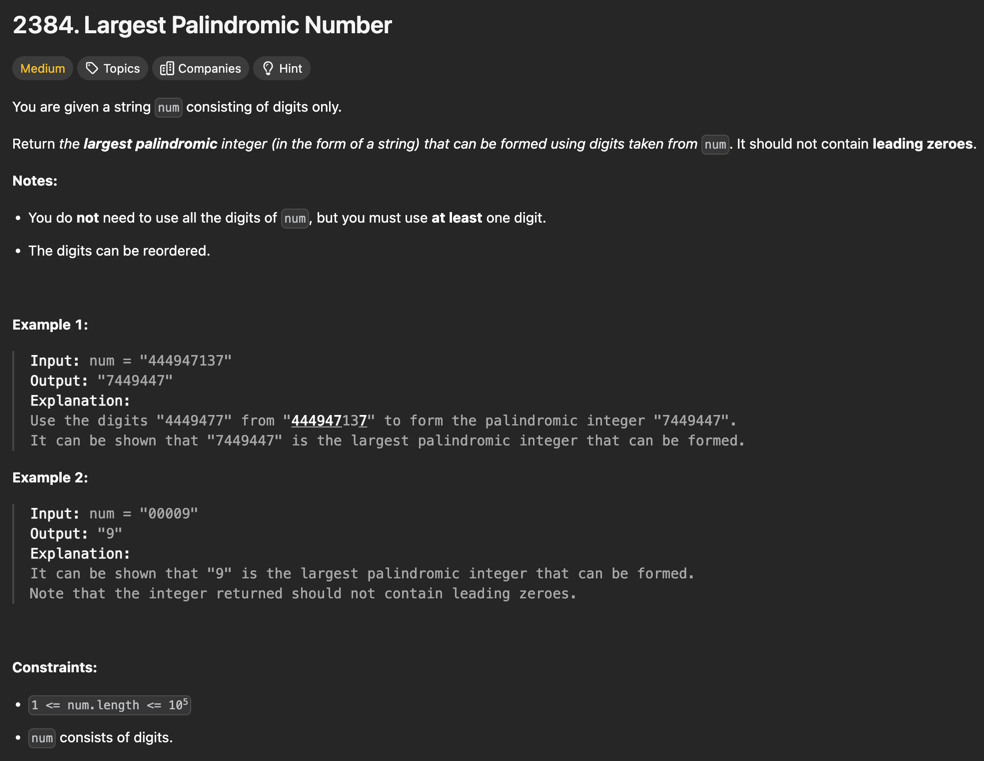 2384. Largest Palindromic Number
Medium Topics Companies Hint
You are given a string num consisting of digits only.
Return the largest palindromic integer (in the form of a string) that can be formed using digits taken from num. It should not contain leading zeroes.
Notes:
• You do not need to use all the digits of num, but you must use at least one digit.
• The digits can be reordered.
Example 1:
Input: num = "444947137"
Output: "7449447"
Explanation:
Use the digits "4449477" from "444947137" to form the palindromic integer "7449447".
It can be shown that "7449447" is the largest palindromic integer that can be formed.
Example 2:
Input: num = "00009"
Output: "9"
Explanation:
It can be shown that "9" is the largest palindromic integer that can be formed.
Note that the integer returned should not contain leading zeroes.
Constraints:
• 1 <= num.length <= 10⁵
• num consists of digits.